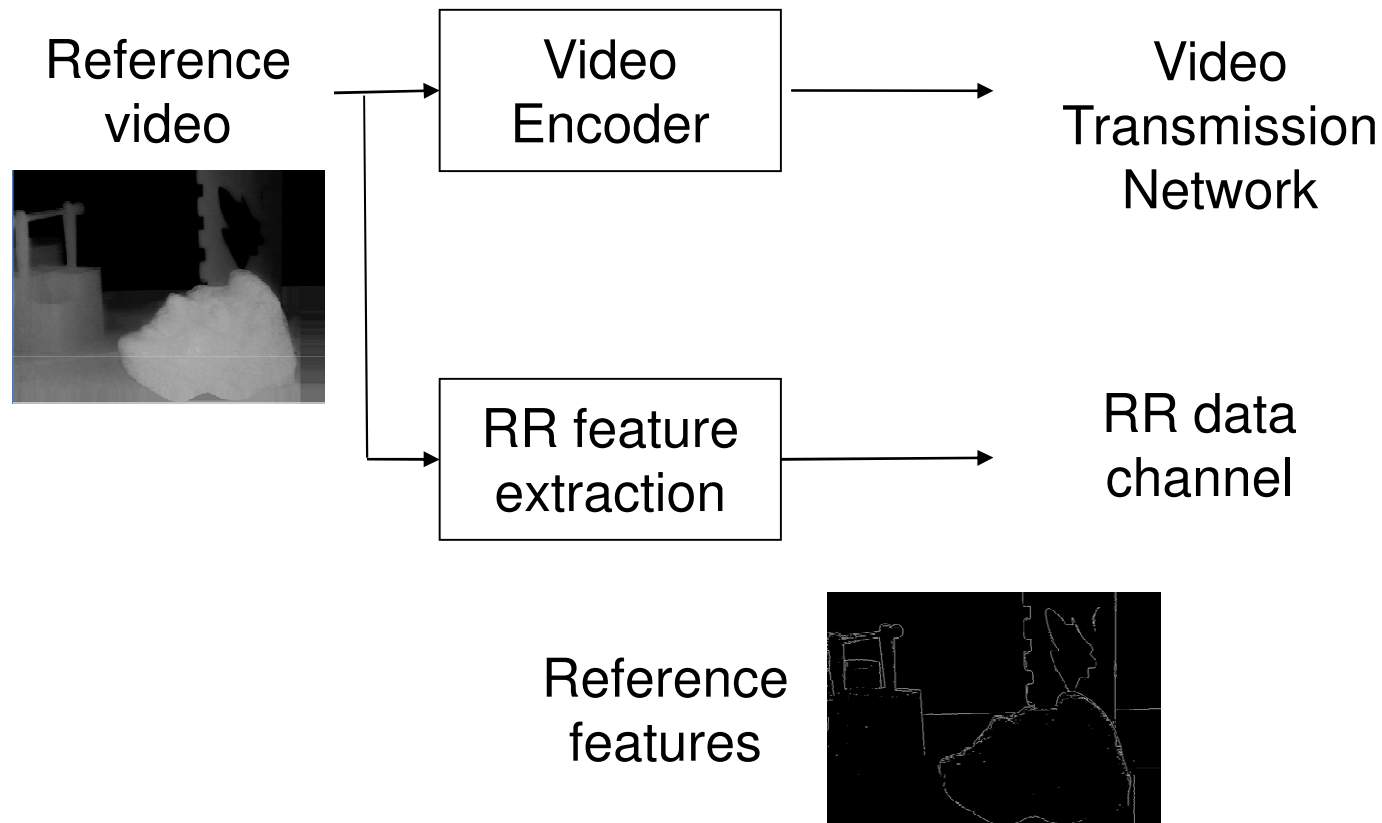 Reference
video
Video
Encoder
Video
Transmission
Network
RR feature
extraction
RR data
channel
Reference
features